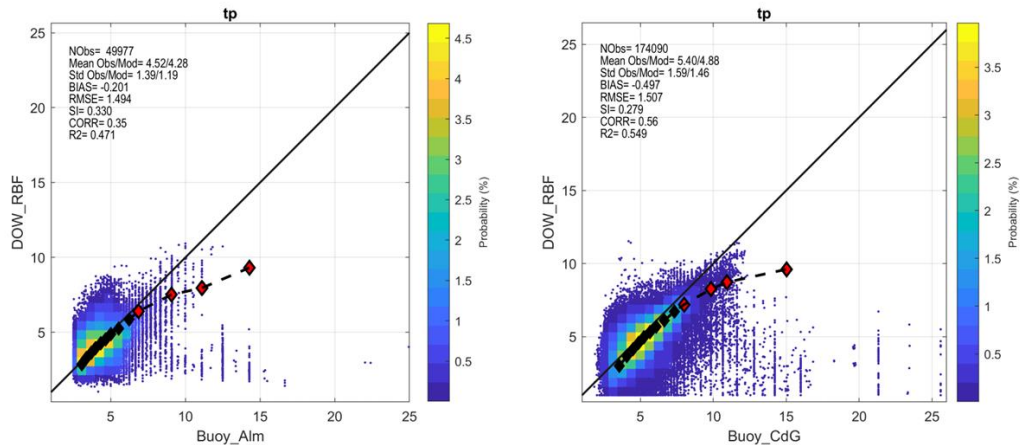 tp
25
20
15
10
5
DOW_RBF
NObs= 49977
Mean Obs/Mod= 4.52/4.28
Std Obs/Mod= 1.39/1.19
BIAS= -0.201
RMSE= 1.494
SI= 0.330
CORR= 0.35
R2= 0.471
5 10 15 20 25
Buoy_Alm
4.5
4
3.5
3
2.5
2
1.5
1
0.5
Probability (%)
tp
25
20
15
10
5
DOW_RBF
NObs= 174090
Mean Obs/Mod= 5.40/4.88
Std Obs/Mod= 1.59/1.46
BIAS= -0.497
RMSE= 1.507
SI= 0.279
CORR= 0.56
R2= 0.549
5 10 15 20 25
Buoy_CdG
3.5
3
2.5
2
1.5
1
0.5
Probability (%)